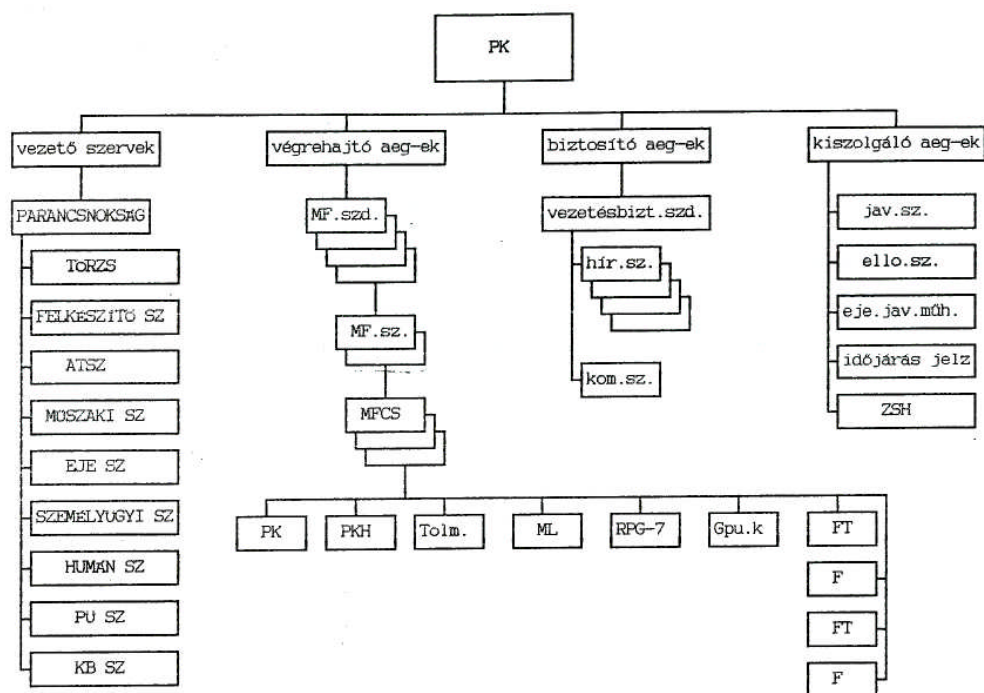 PK
vezető szervek
végrehajtó aeg-ek
biztosító aeg-ek
kiszolgáló aeg-ek
PARANCSNOKSÁG
TÖRZS
FELKÉSZÍTŐ SZ
ATSZ
MŰSZAKI SZ
EJE SZ
SZEMÉLYÜGYI SZ
HUMÁN SZ
PÜ SZ
KB SZ
MF.szd.
MF.sz.
MFCS
PK
PKH
Tolm.
ML
RPG-7
Gpu.k
FT
F
FT
F
vezetésbizt.szd.
hír.sz.
kom.sz.
jav.sz.
ello.sz.
eje.jav.műh.
időjárás jelz
ZSH